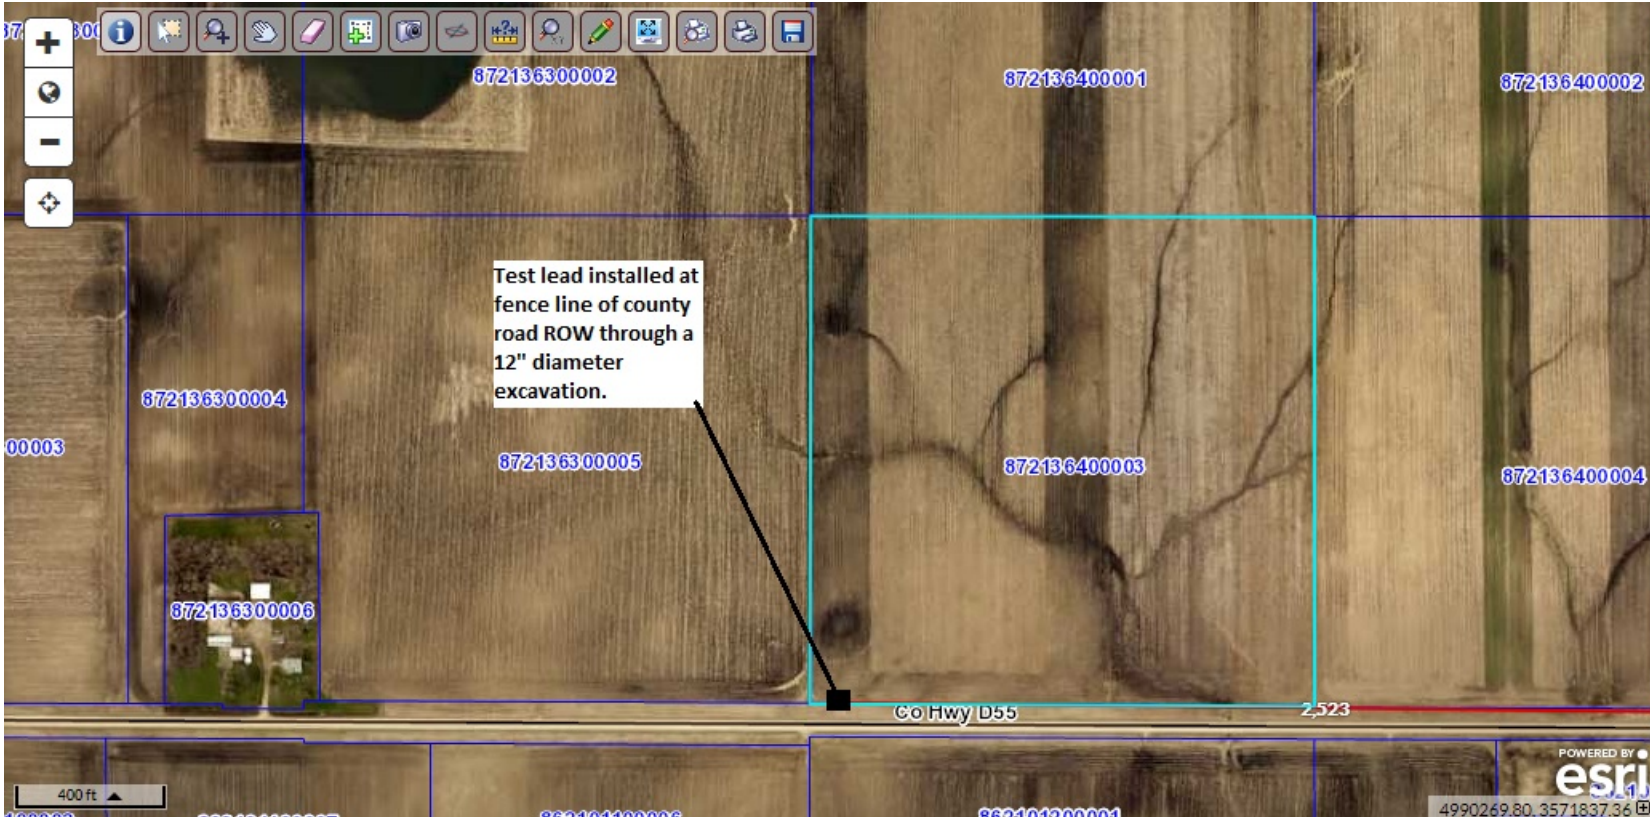 872136300002
872136400001
872136400002
Test lead installed at
fence line of county
road ROW through a
12" diameter
excavation.
872136300004
00003
872136300005
872136400003
872136400004
872136300006
Co Hwy D55
2,523
POWERED BY
esri
400 ft
4990269.80, 3571837.36